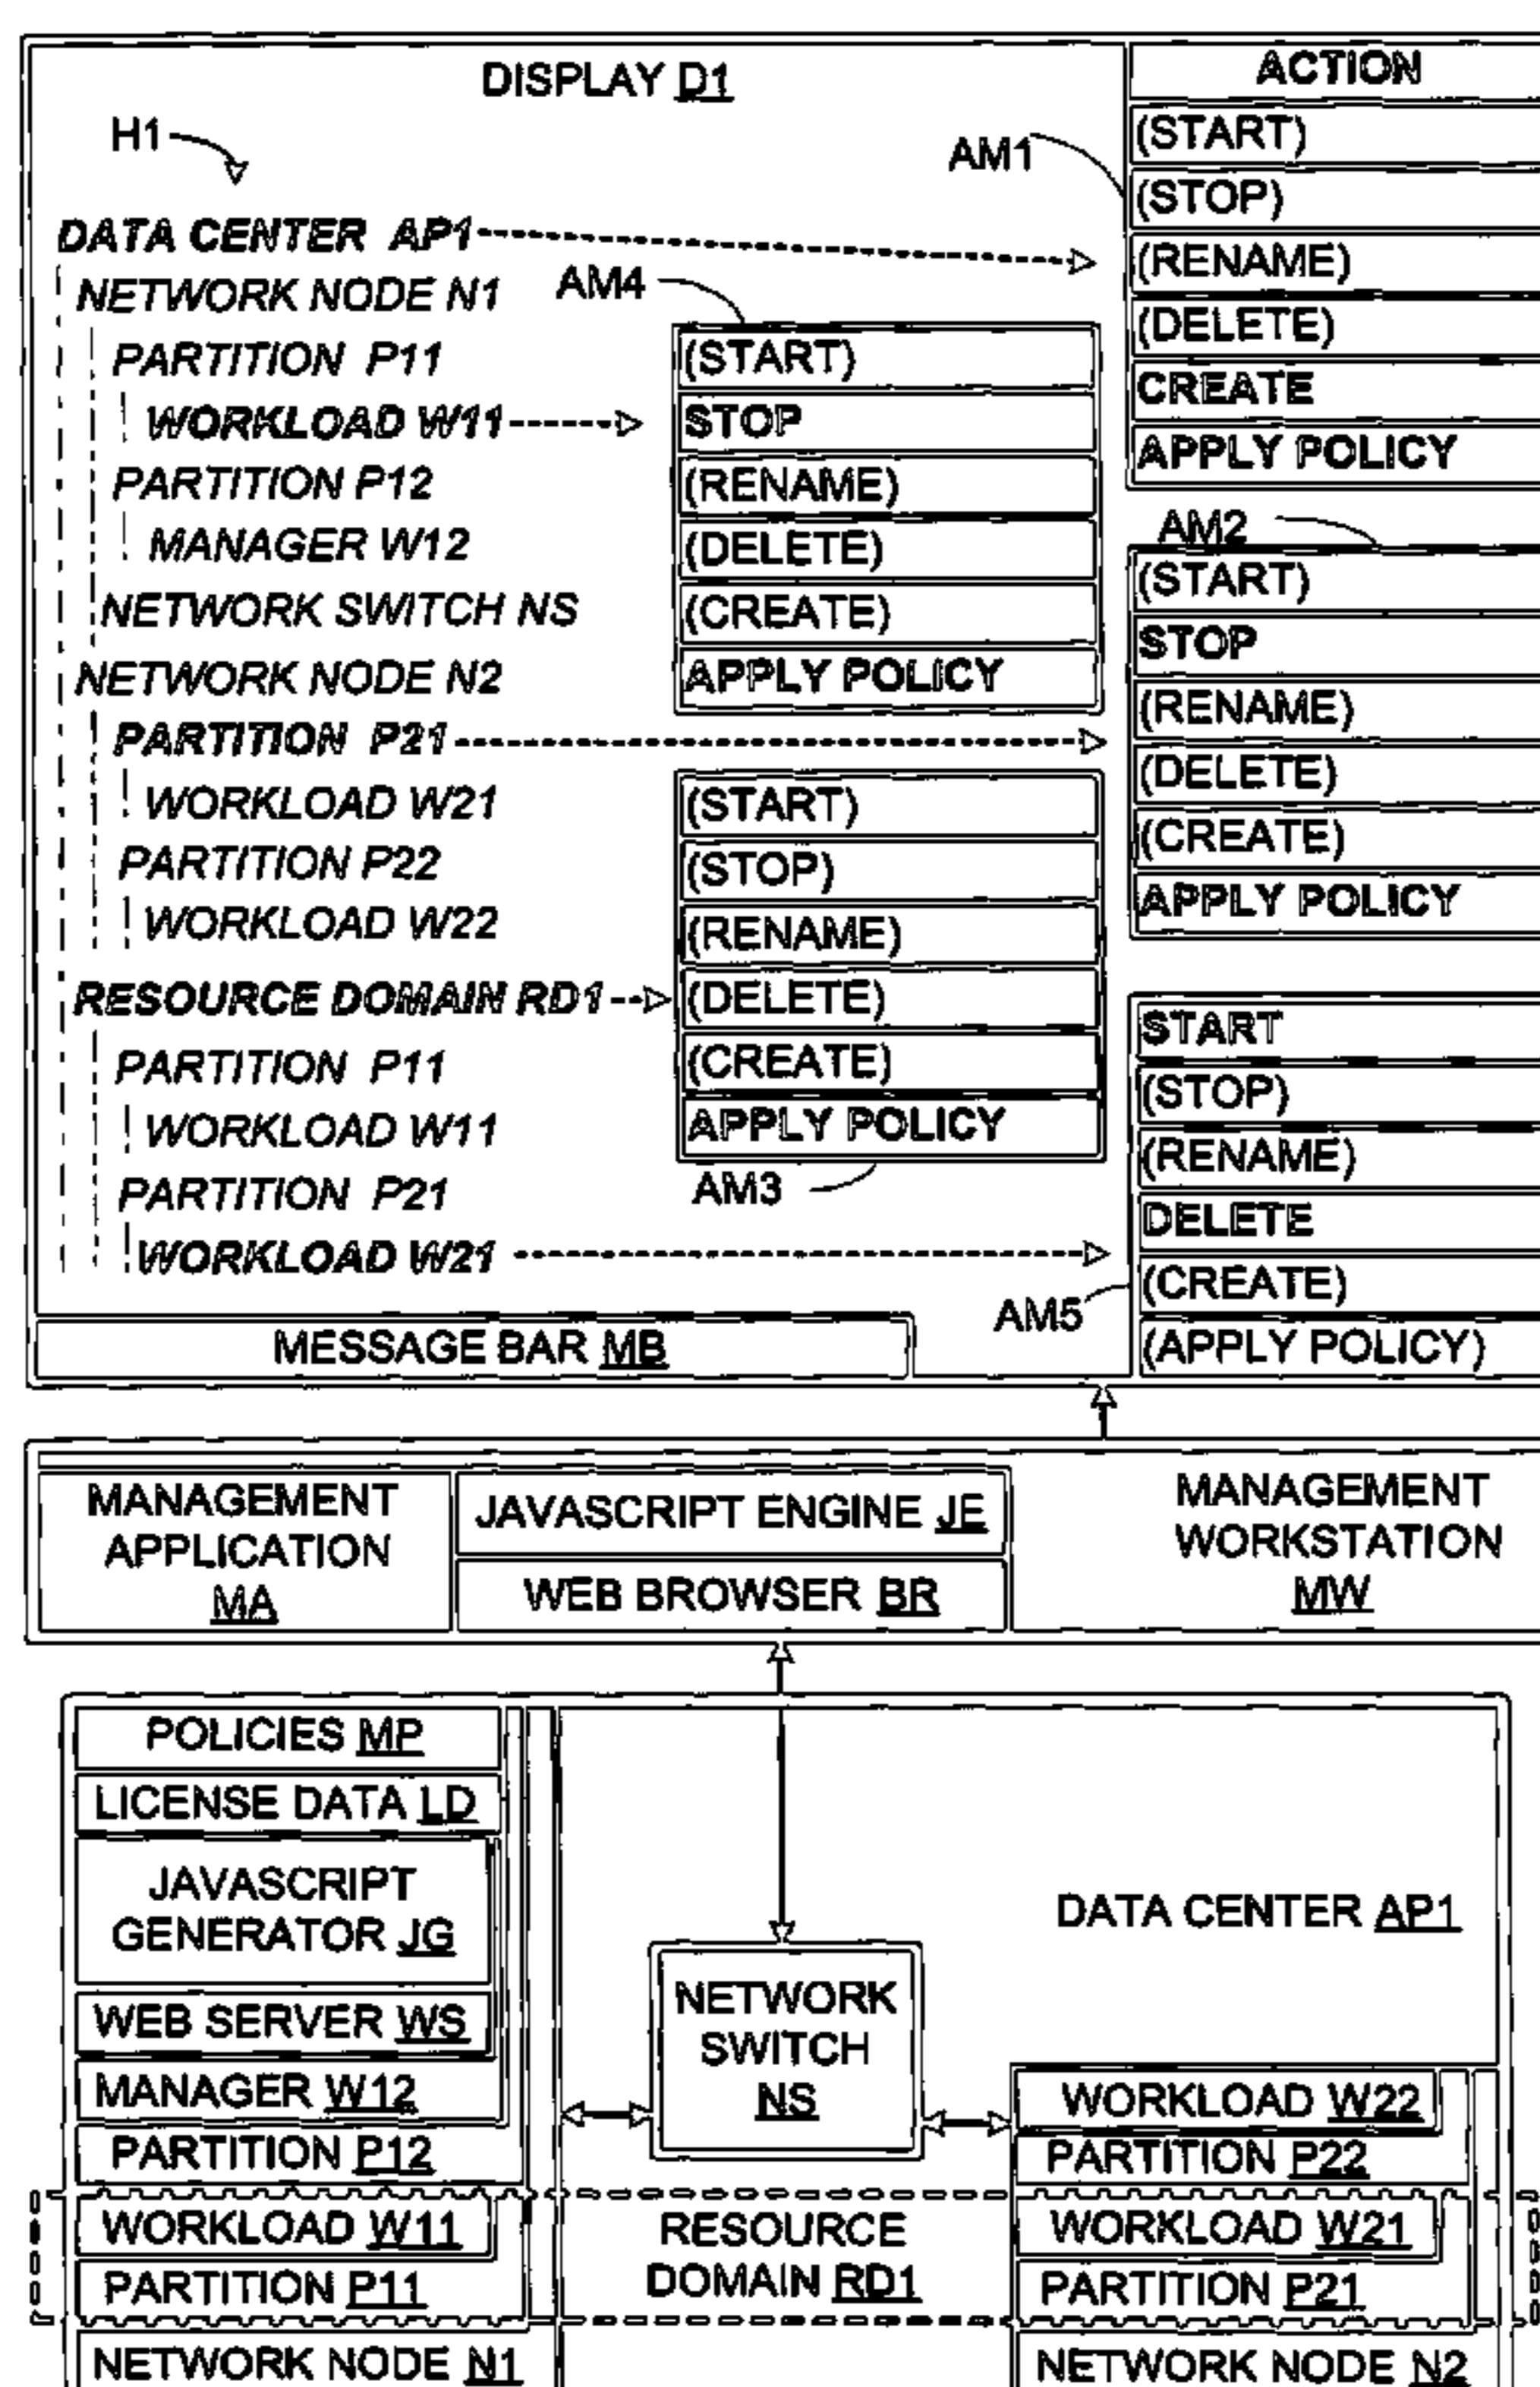 DISPLAY D1
H1
DATA CENTER AP1
NETWORK NODE N1
PARTITION P11
WORKLOAD W11
PARTITION P12
MANAGER W12
NETWORK SWITCH NS
NETWORK NODE N2
PARTITION P21
WORKLOAD W21
PARTITION P22
WORKLOAD W22
RESOURCE DOMAIN RD1
PARTITION P11
WORKLOAD W11
PARTITION P21
WORKLOAD W21
AM4
(START)
STOP
(RENAME)
(DELETE)
(CREATE)
APPLY POLICY
(START)
(STOP)
(RENAME)
(DELETE)
(CREATE)
APPLY POLICY
AM3
AM1
ACTION
(START)
(STOP)
(RENAME)
(DELETE)
CREATE
APPLY POLICY
AM2
(START)
STOP
(RENAME)
(DELETE)
(CREATE)
APPLY POLICY
START
(STOP)
(RENAME)
DELETE
(CREATE)
(APPLY POLICY)
AM5
MESSAGE BAR MB
MANAGEMENT
APPLICATION
MA
JAVASCRIPT ENGINE JE
WEB BROWSER BR
MANAGEMENT
WORKSTATION
MW
POLICIES MP
LICENSE DATA LD
JAVASCRIPT
GENERATOR JG
WEB SERVER WS
MANAGER W12
PARTITION P12
WORKLOAD W11
PARTITION P11
NETWORK NODE N1
NETWORK
SWITCH
NS
RESOURCE
DOMAIN RD1
DATA CENTER AP1
WORKLOAD W22
PARTITION P22
WORKLOAD W21
PARTITION P21
NETWORK NODE N2